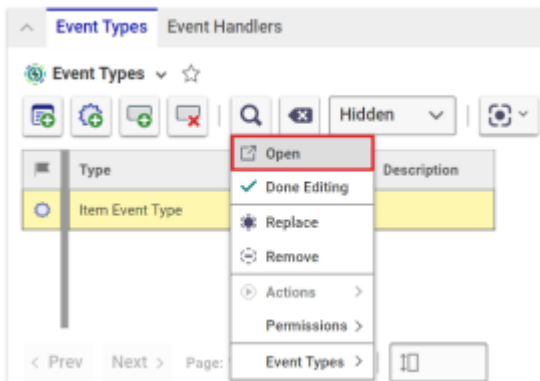 Event Types Event Handlers
Event Types
Hidden
Open
Type Description
Done Editing
Item Event Type
Replace
Remove
Actions
Permissions
< Prev Next > Page:
Event Types